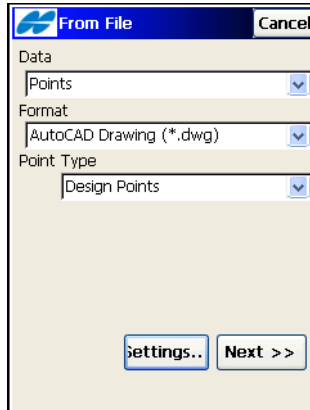 From File Cancel
Data
Points
Format
AutoCAD Drawing (*.dwg)
Point Type
Design Points
Settings.. Next >>